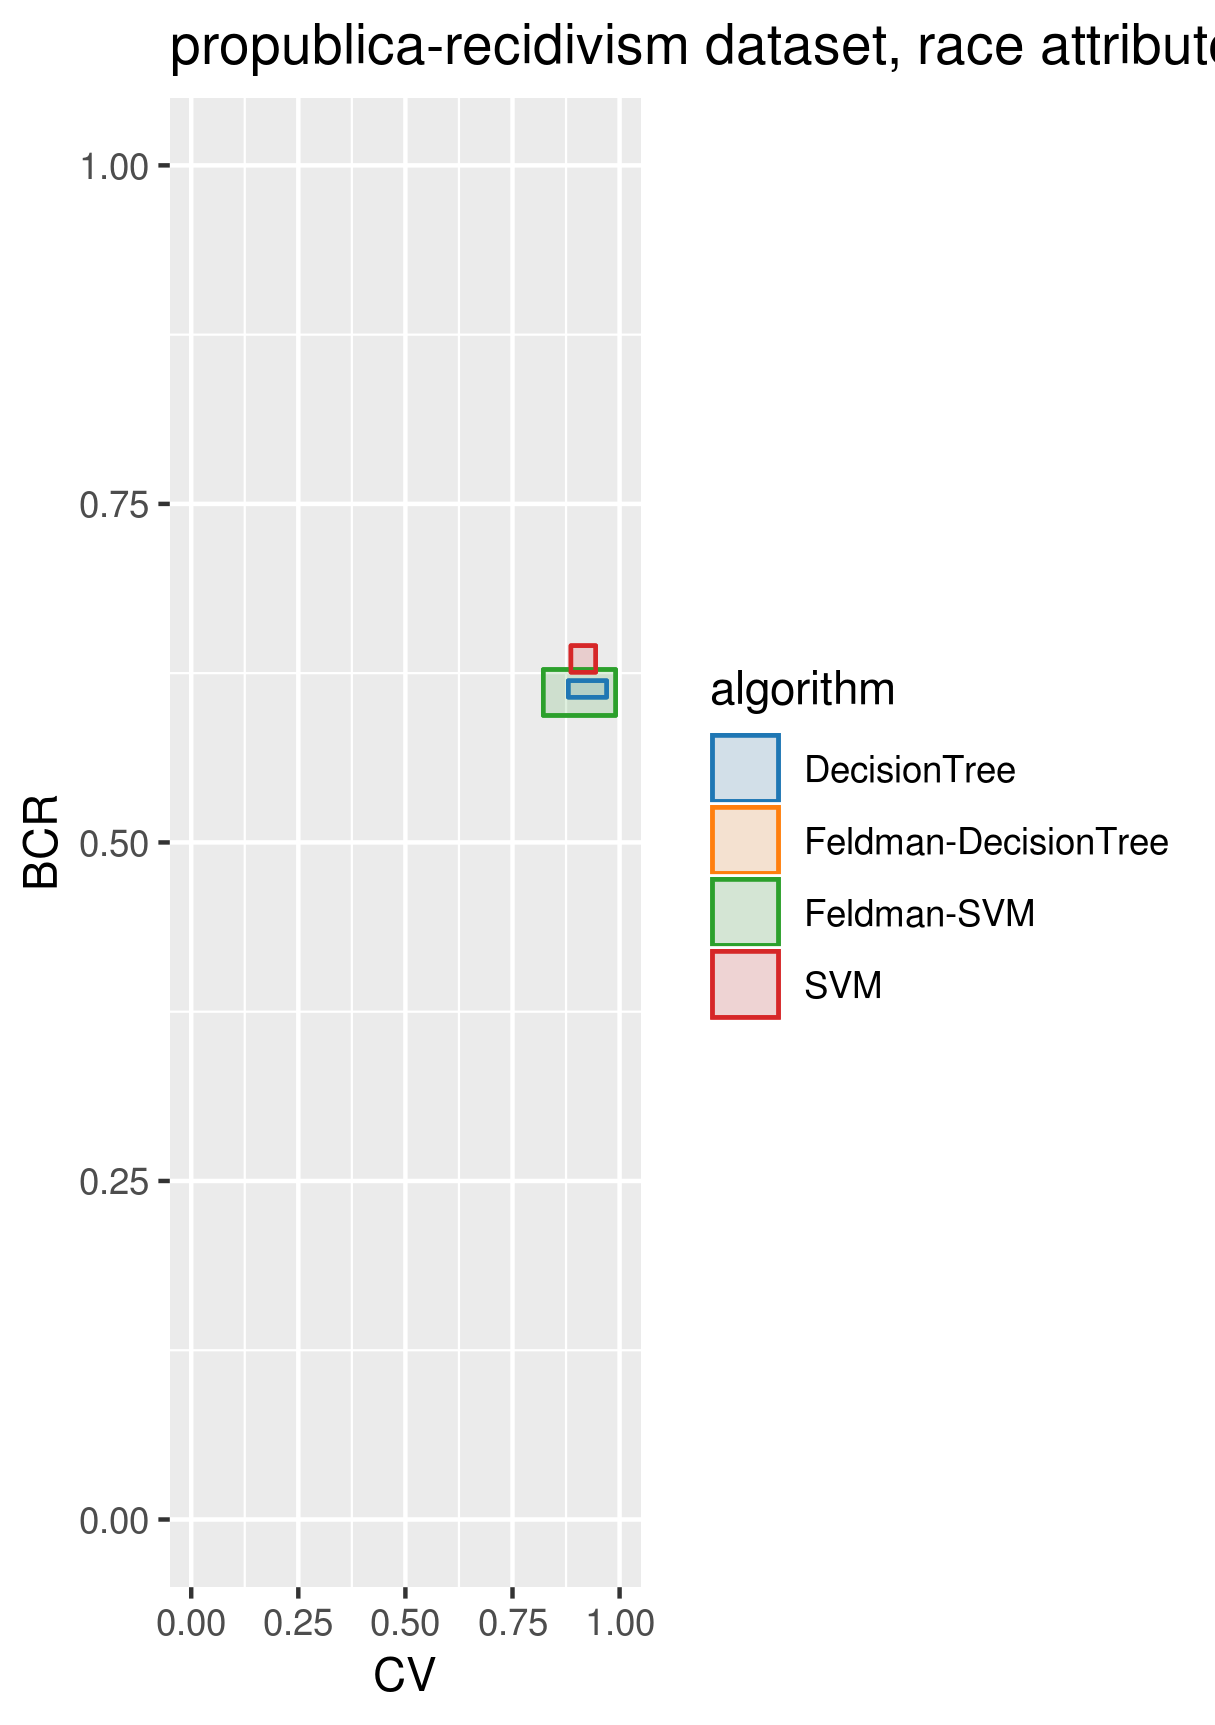 propublica-recidivism dataset, race attribute
1.00
0.75
0.50
0.25
0.00
BCR
0.00 0.25 0.50 0.75 1.00
CV
algorithm
DecisionTree
Feldman-DecisionTree
Feldman-SVM
SVM